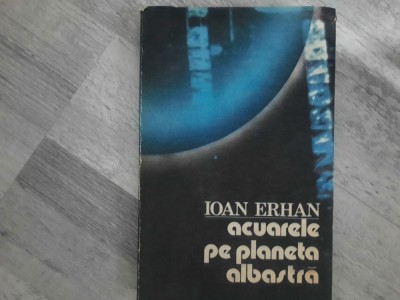 IOAN ERHAN
acuarele
pe planeta
albastră